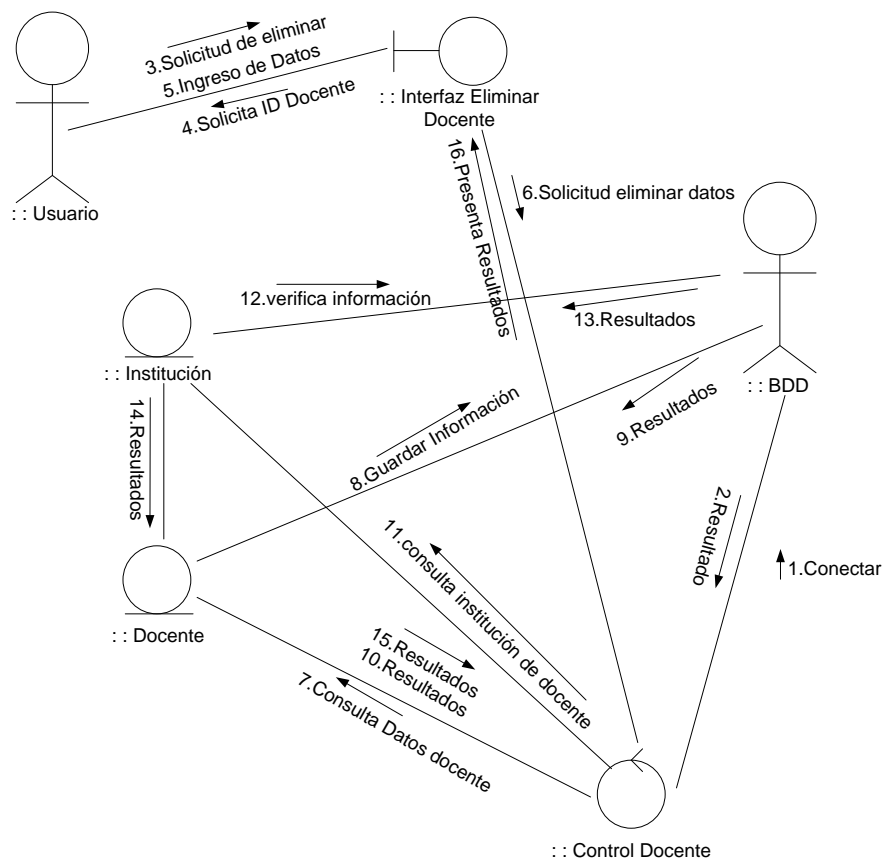 3.Solicitud de eliminar
5.Ingreso de Datos
4.Solicita ID Docente
: : Interfaz Eliminar
Docente
: : Usuario
16.Presenta Resultados
6.Solicitud eliminar datos
12.verifica información
13.Resultados
: : Institución
: : BDD
14.Resultados
8.Guardar Información
9.Resultados
11.consulta institución de docente
2.Resultado
1.Conectar
: : Docente
15.Resultados
10.Resultados
7.Consulta Datos docente
: : Control Docente